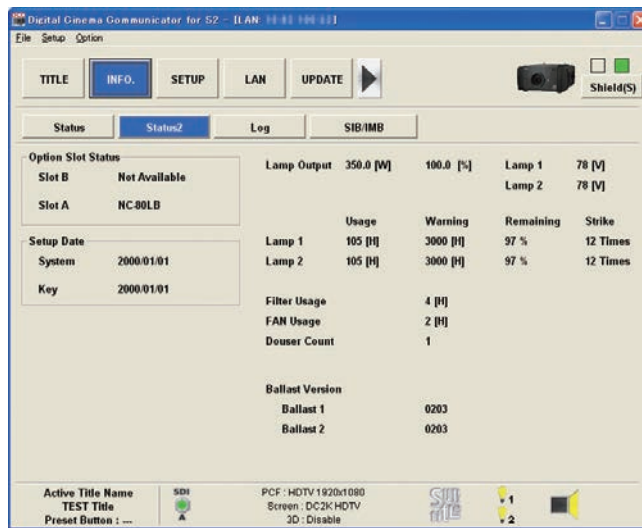 Digital Cinema Communicator for S2 - [LAN:
File Setup Option
TITLE INFO. SETUP LAN UPDATE Shield(S)
Status Status2 Log SIB/IMB
Option Slot Status
Slot B Not Available
Slot A NC-80LB
Setup Date
System 2000/01/01
Key 2000/01/01
Lamp Output 350.0 [W] 100.0 [%] Lamp 1 78 [V]
Lamp 2 78 [V]
Usage Warning Remaining Strike
Lamp 1 105 [H] 3000 [H] 97 % 12 Times
Lamp 2 105 [H] 3000 [H] 97 % 12 Times
Filter Usage 4 [H]
FAN Usage 2 [H]
Douser Count 1
Ballast Version
Ballast 1 0203
Ballast 2 0203
Active Title Name
TEST Title
Preset Button : ---
SDI
A
PCF : HDTV 1920x1080
Screen : DC2K HDTV
3D : Disable
1
2